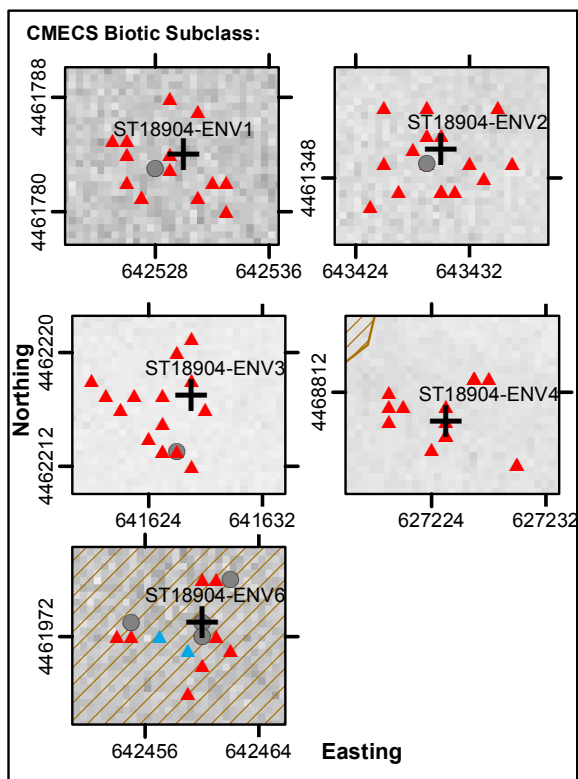 CMECS Biotic Subclass:
4461788
4461780
ST18904-ENV1
642528 642536
4461348
ST18904-ENV2
643424 643432
Northing
4462220
4462212
ST18904-ENV3
641624 641632
4468812
ST18904-ENV4
627224 627232
4461972
ST18904-ENV6
642456 642464
Easting